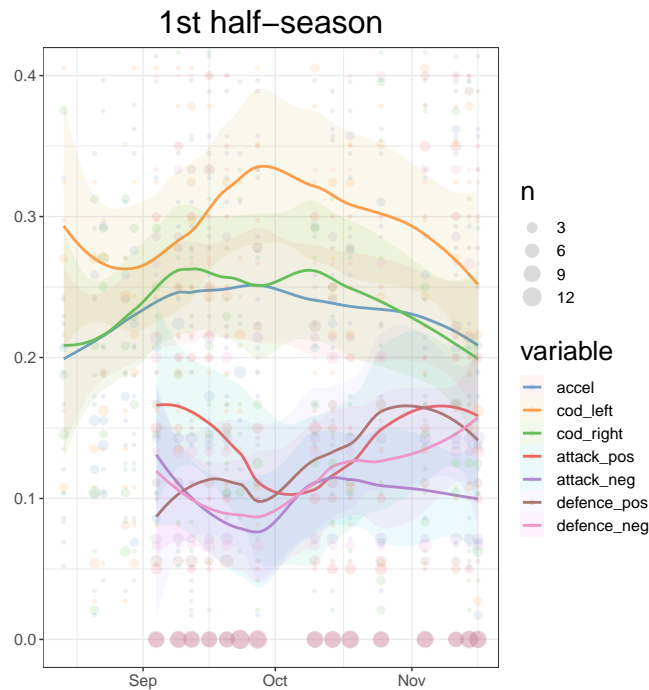 1st half−season
0.4
0.3
0.2
0.1
0.0
Sep Oct Nov
n
3
6
9
12
variable
accel
cod_left
cod_right
attack_pos
attack_neg
defence_pos
defence_neg